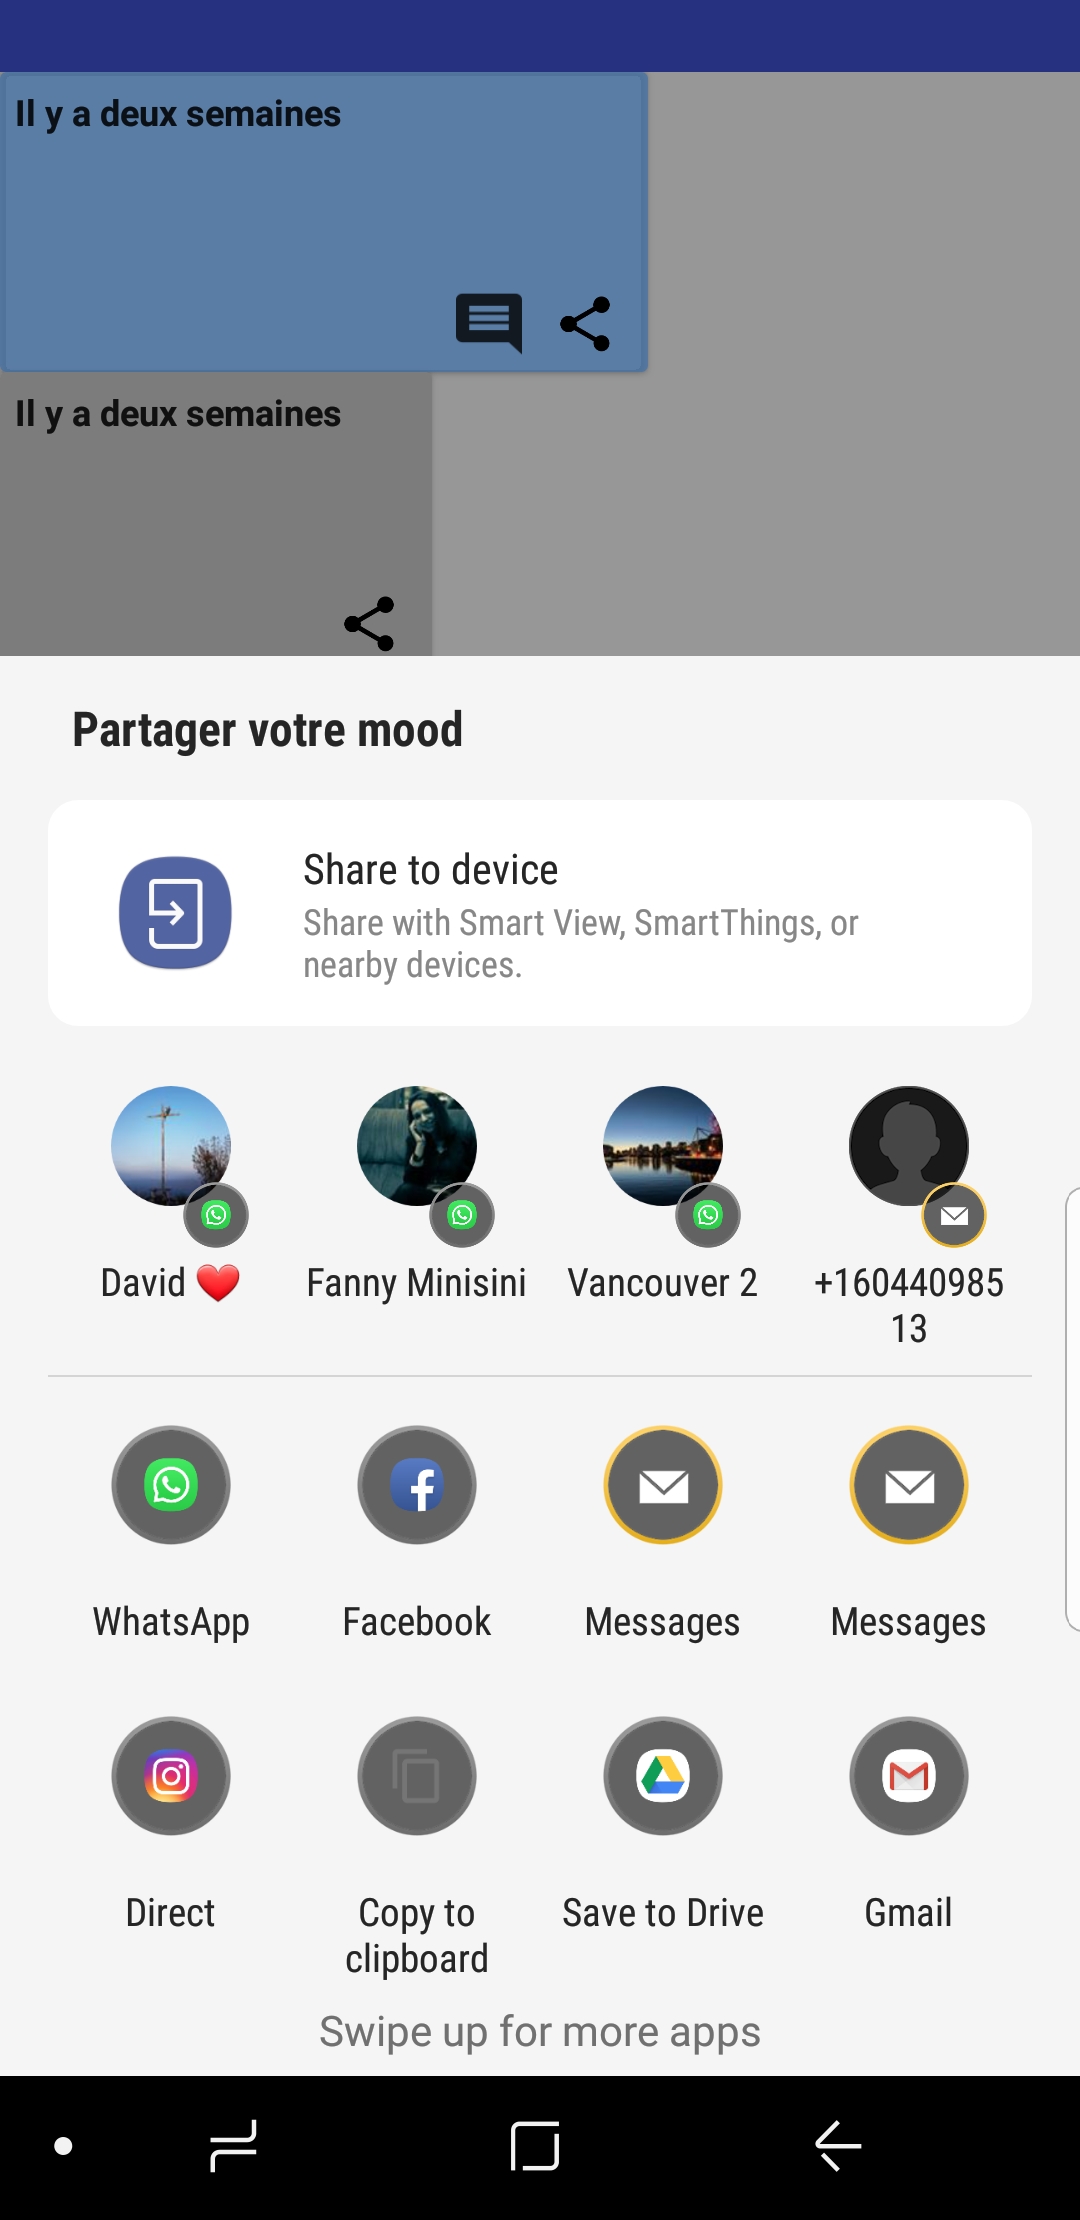 Il y a deux semaines
Il y a deux semaines
Partager votre mood
Share to device
Share with Smart View, SmartThings, or
nearby devices.
David ❤️
Fanny Minisini
Vancouver 2
+160440985
13
WhatsApp
Facebook
Messages
Messages
Direct
Copy to
clipboard
Save to Drive
Gmail
Swipe up for more apps